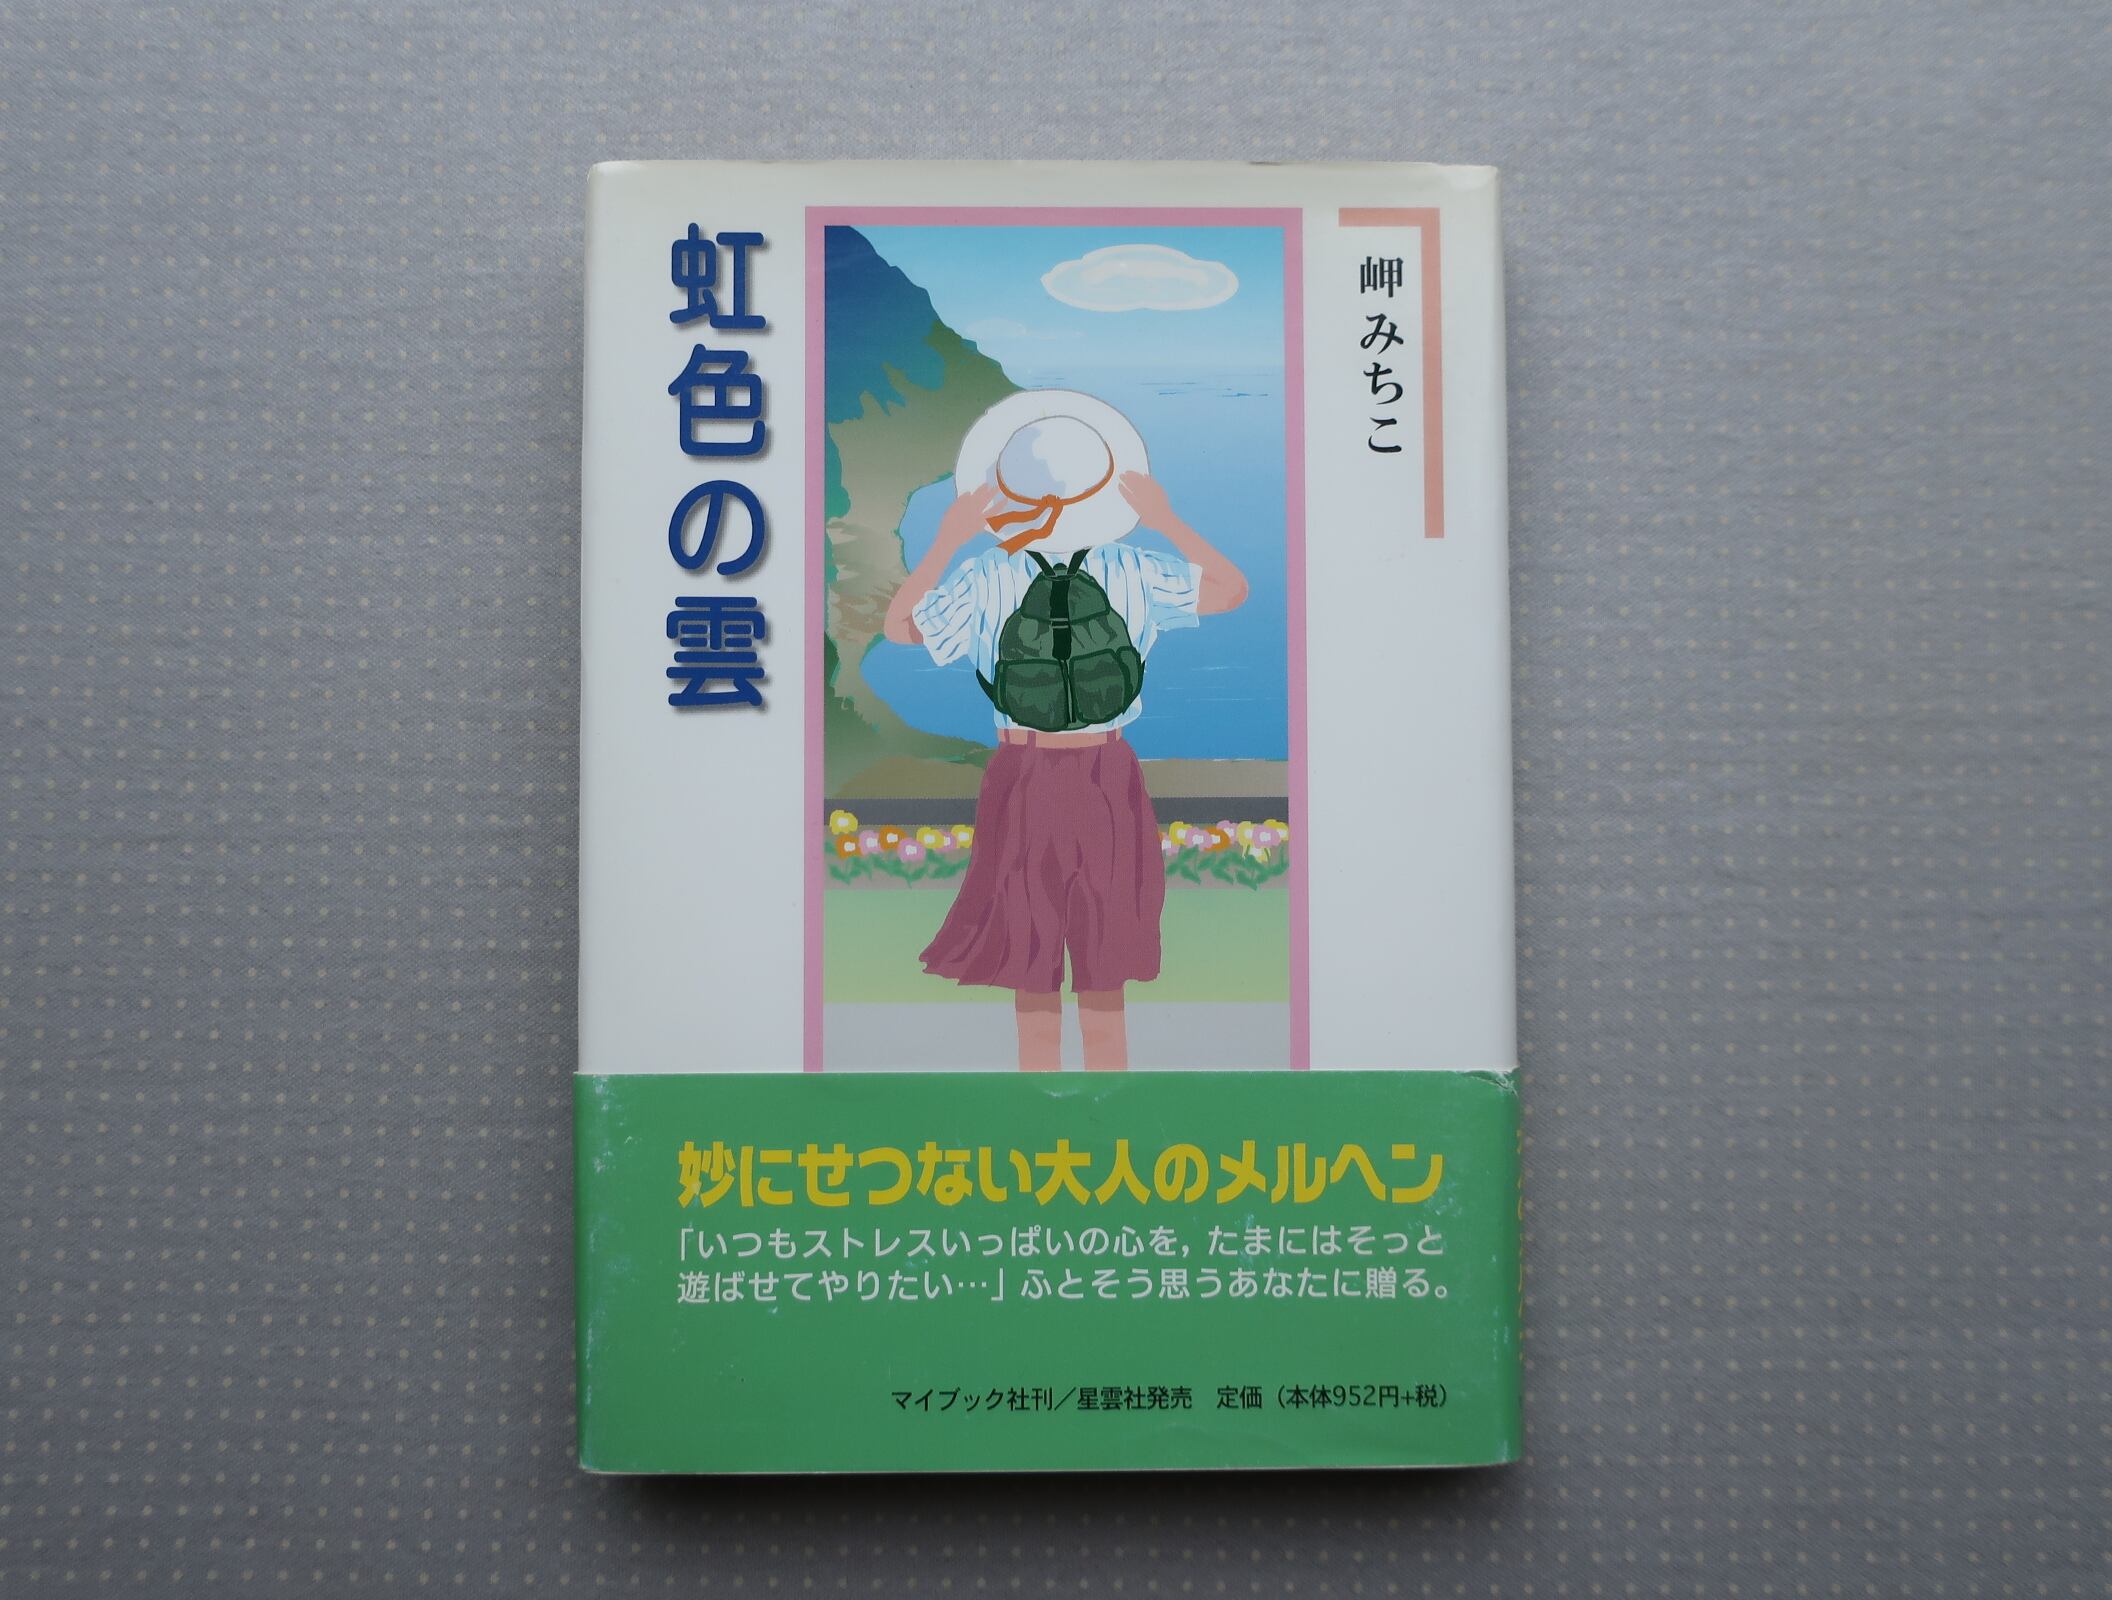 虹色の雲
岬 みちこ
妙にせつない大人のメルヘン
「いつもストレスいっぱいの心を，たまにはそっと
遊ばせてやりたい…」ふとそう思うあなたに贈る。
マイブック社刊／星雲社発売　定価（本体952円+税）